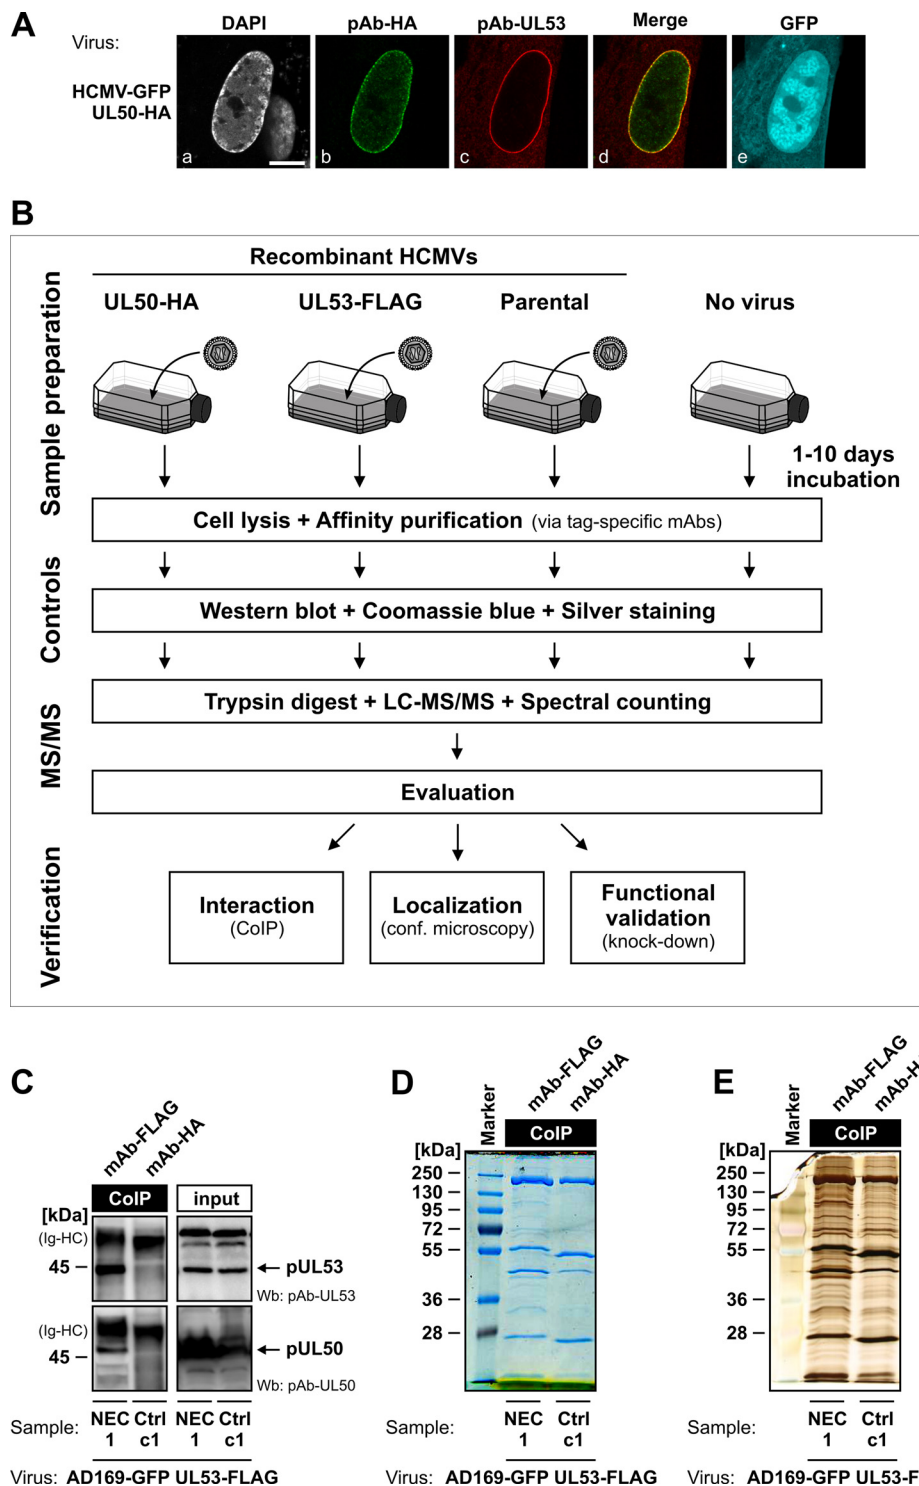 A
DAPI
pAb-HA
pAb-UL53
Merge
GFP
Virus:
HCMV-GFP
UL50-HA
a
b
c
d
e
B
Recombinant HCMVs
UL50-HA
UL53-FLAG
Parental
No virus
Sample preparation
1-10 days
incubation
Cell lysis + Affinity purification (via tag-specific mAbs)
Controls
Western blot + Coomassie blue + Silver staining
MS/MS
Trypsin digest + LC-MS/MS + Spectral counting
Evaluation
Verification
Interaction
(CoIP)
Localization
(conf. microscopy)
Functional
validation
(knock-down)
C
mAb-FLAG
mAb-HA
CoIP
input
[kDa]
(Ig-HC)
45
pUL53
Wb: pAb-UL53
(Ig-HC)
45
pUL50
Wb: pAb-UL50
Sample:
NEC 1
Ctrl c1
NEC 1
Ctrl c1
Virus: AD169-GFP UL53-FLAG
D
Marker
mAb-FLAG
mAb-HA
CoIP
[kDa]
250
130
95
72
55
36
28
Sample:
NEC 1
Ctrl c1
Virus: AD169-GFP UL53-FLAG
E
Marker
mAb-FLAG
mAb-H
CoIP
[kDa]
250
130
95
72
55
36
28
Sample:
NEC 1
Ctrl c1
Virus: AD169-GFP UL53-F